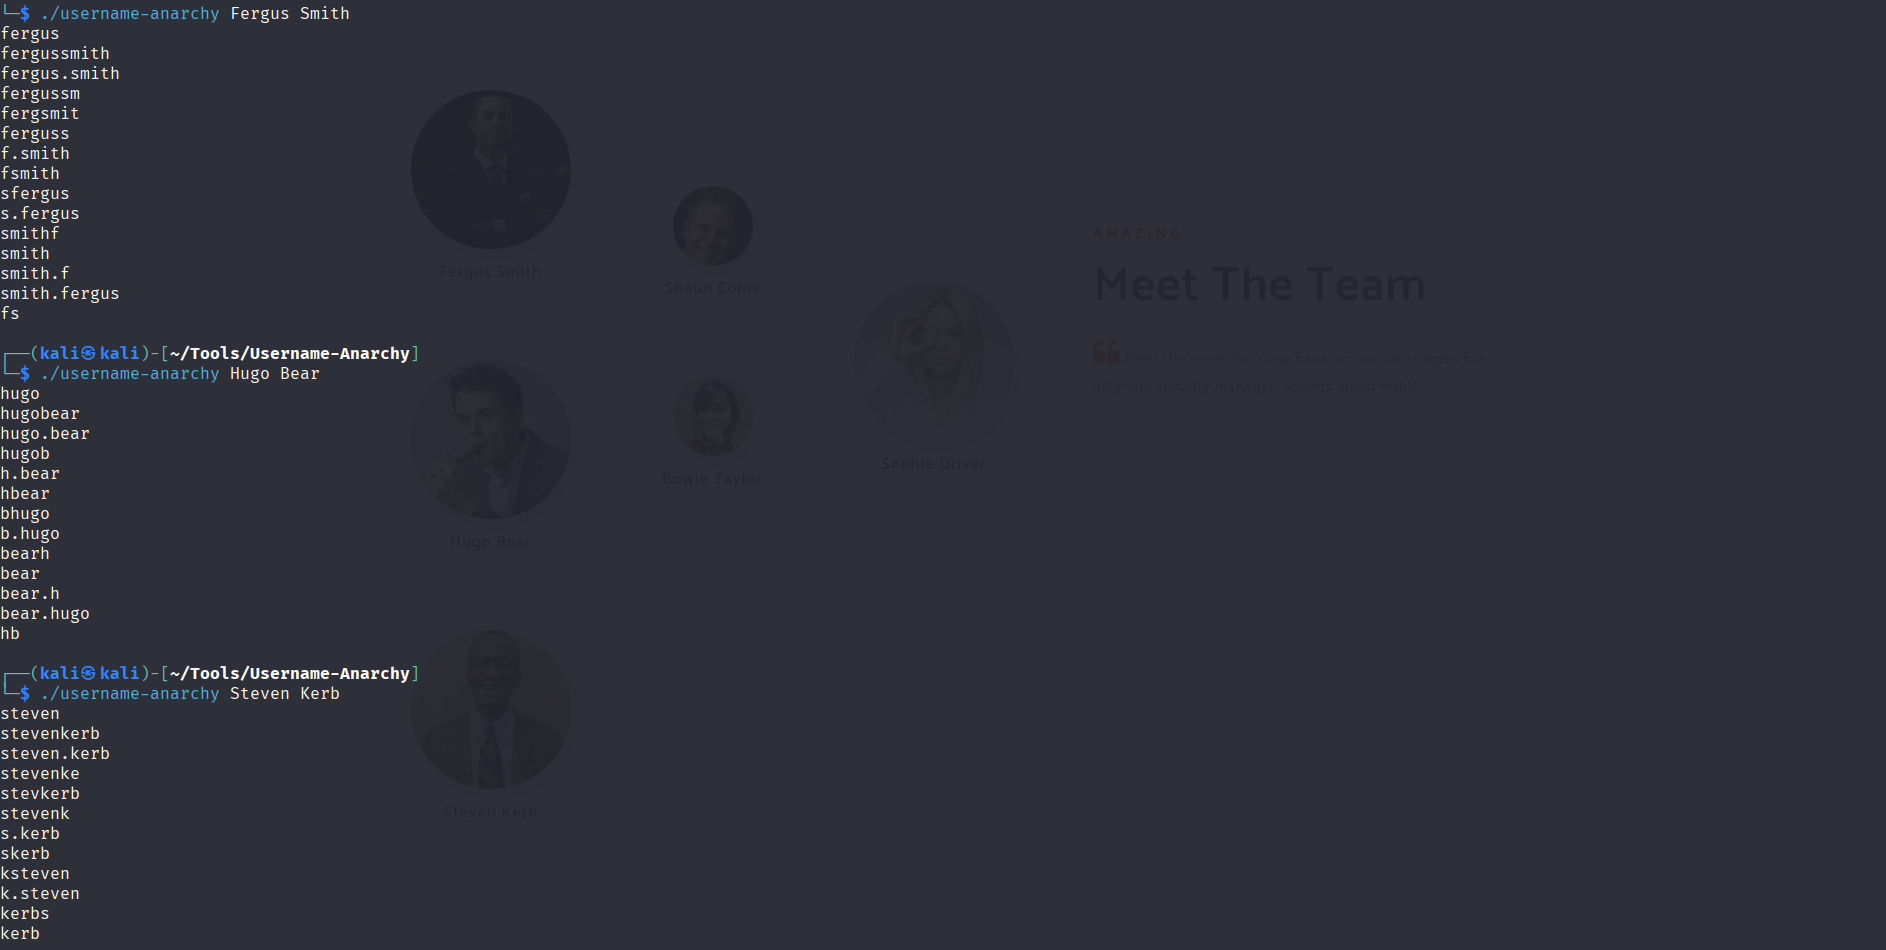 └─$ ./username-anarchy Fergus Smith
fergus
fergussmith
fergus.smith
fergussm
fergsmit
ferguss
f.smith
fsmith
sfergus
s.fergus
smithf
smith
smith.f
smith.fergus
fs
┌──(kali㉿kali)-[~/Tools/Username-Anarchy]
└─$ ./username-anarchy Hugo Bear
hugo
hugobear
hugo.bear
hugob
h.bear
hbear
bhugo
b.hugo
bearh
bear
bear.h
bear.hugo
hb
┌──(kali㉿kali)-[~/Tools/Username-Anarchy]
└─$ ./username-anarchy Steven Kerb
steven
stevenkerb
steven.kerb
stevenke
stevkerb
stevenk
s.kerb
skerb
ksteven
k.steven
kerbs
kerb
Fergus Smith
Shaun Coins
Hugo Bear
Bowie Taylor
Sophie Driver
Steven Kerb
AMAZING
Meet The Team
Meet the team. So many bank account managers but
only one security manager. Sounds about right!